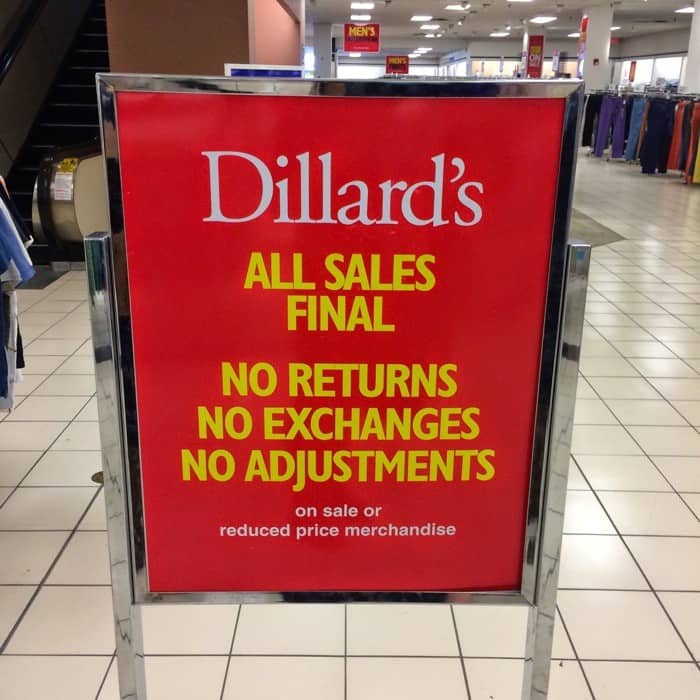 MEN'S
MEN'S
Dillard's
ALL SALES
FINAL
NO RETURNS
NO EXCHANGES
NO ADJUSTMENTS
on sale or
reduced price merchandise